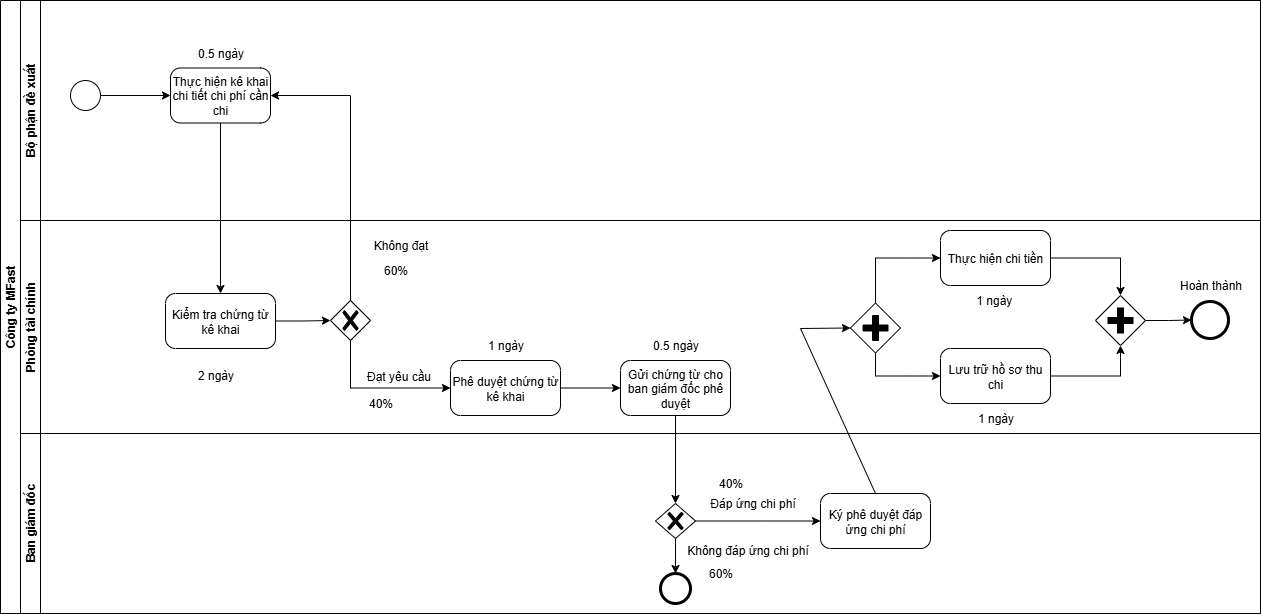 Công ty MFast
Bộ phận đề xuất
0.5 ngày
Thực hiện kê khai
chi tiết chi phí cần
chi
Phòng tài chính
Không đạt
60%
Kiểm tra chứng từ
kê khai
2 ngày
Đạt yêu cầu
40%
1 ngày
Phê duyệt chứng từ
kê khai
0.5 ngày
Gửi chứng từ cho
ban giám đốc phê
duyệt
Thực hiện chi tiền
1 ngày
Lưu trữ hồ sơ thu
chi
1 ngày
Hoàn thành
Ban giám đốc
40%
Đáp ứng chi phí
Ký phê duyệt đáp
ứng chi phí
Không đáp ứng chi phí
60%